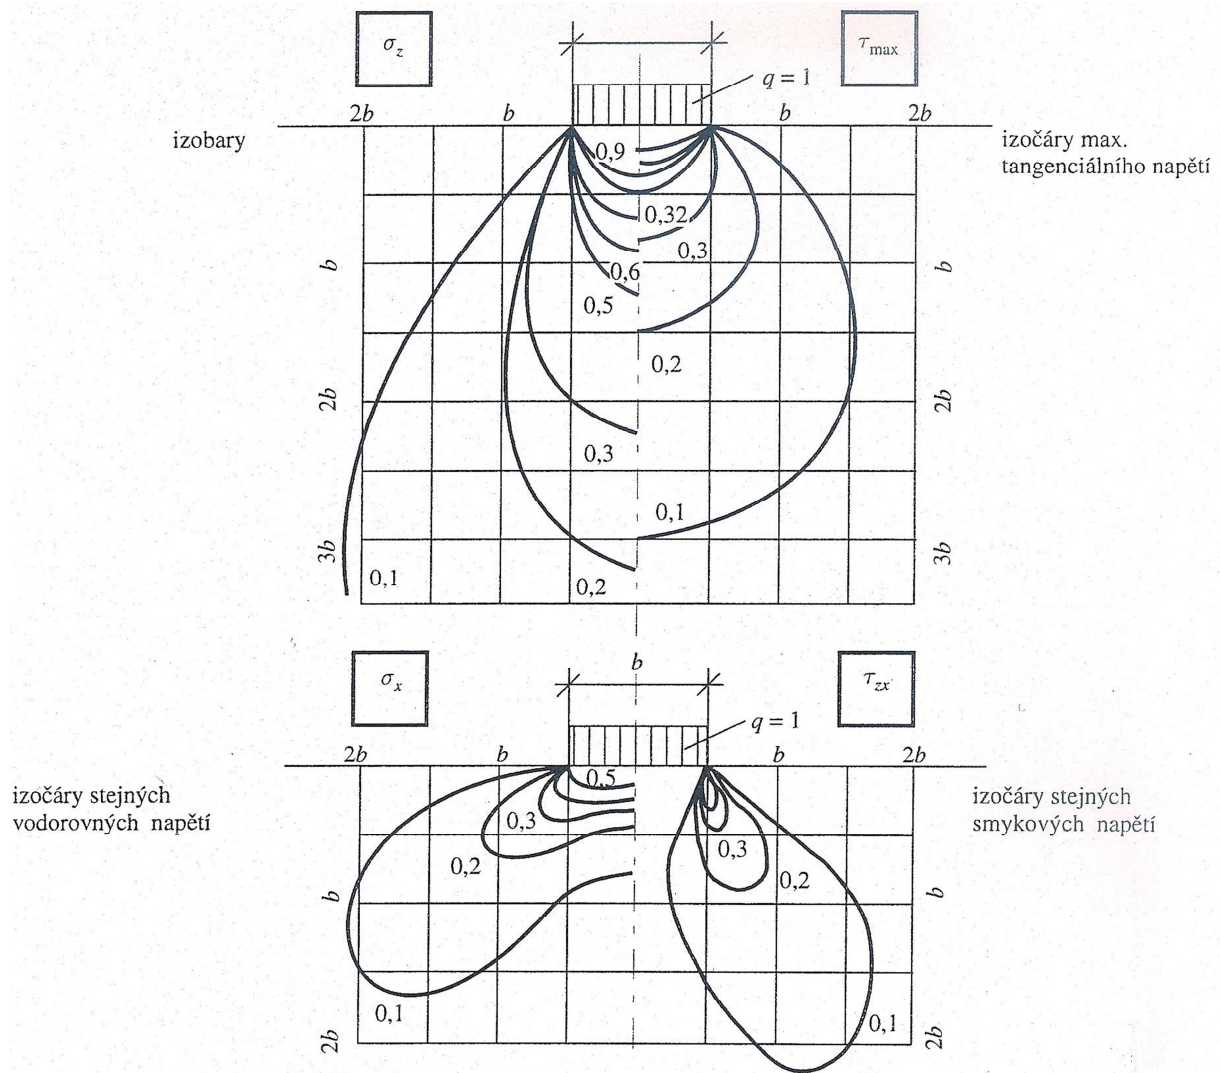 σz
τmax
q = 1
2b
b
b
2b
izobary
izočáry max.
tangenciálního napětí
0,9
0,32
0,3
0,6
0,5
b
b
0,2
2b
2b
0,3
0,1
3b
3b
0,1
0,2
σx
b
τzx
q = 1
2b
b
b
2b
0,5
izočáry stejných
vodorovných napětí
izočáry stejných
smykových napětí
0,3
0,3
0,2
0,2
b
b
0,1
0,1
2b
2b